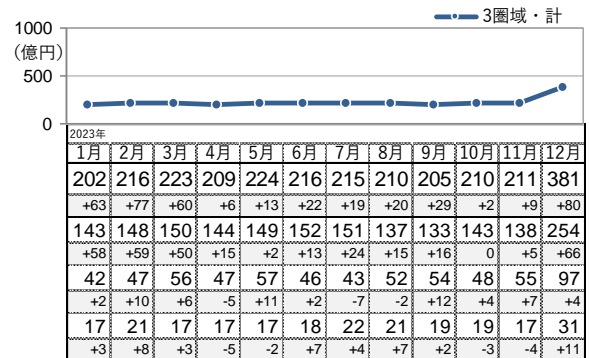 3圏域・計
1000
(億円)
500
0
2023年
1月 2月 3月 4月 5月 6月 7月 8月 9月 10月 11月 12月
202 216 223 209 224 216 215 210 205 210 211 381
+63 +77 +60 +6 +13 +22 +19 +20 +29 +2 +9 +80
143 148 150 144 149 152 151 137 133 143 138 254
+58 +59 +50 +15 +2 +13 +24 +15 +16 0 +5 +66
42 47 56 47 57 46 43 52 54 48 55 97
+2 +10 +6 -5 +11 +2 -7 -2 +12 +4 +7 +4
17 21 17 17 17 18 22 21 19 19 17 31
+3 +8 +3 -5 -2 +7 +4 +7 +2 -3 -4 +11